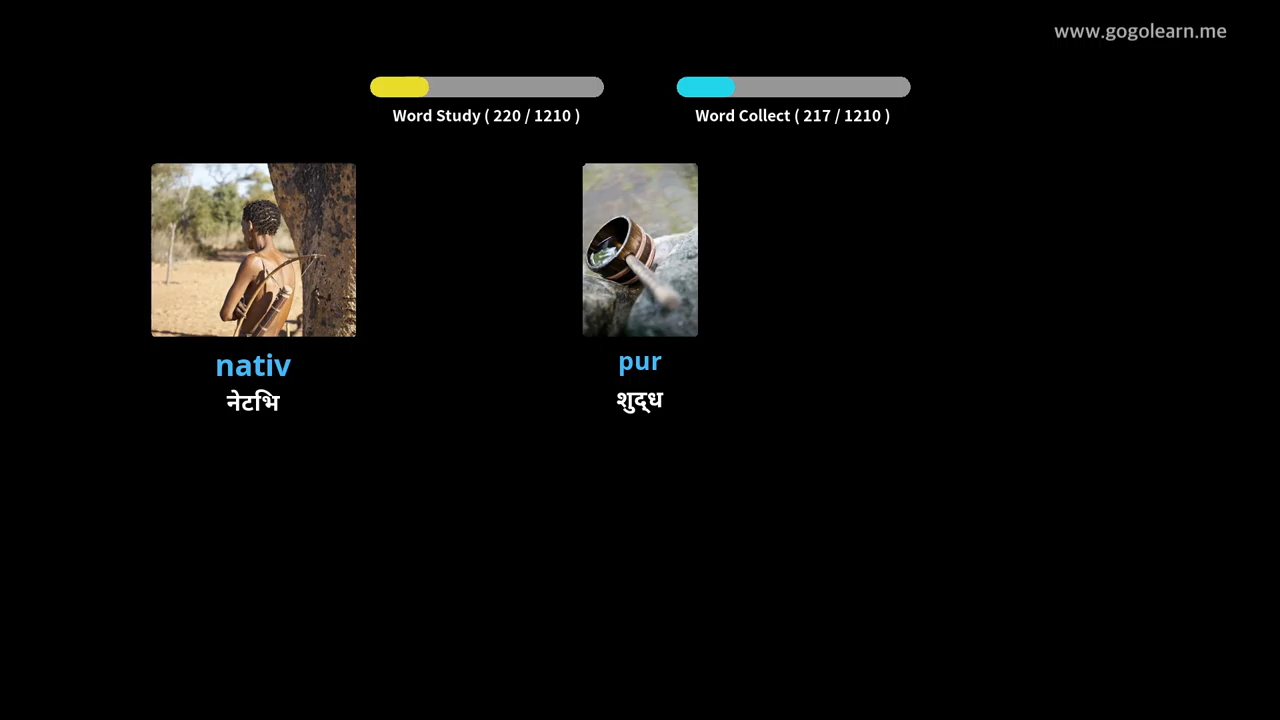 www.gogolearn.me
Word Study ( 220 / 1210 )
Word Collect ( 217 / 1210 )
nativ
नेटभि
pur
शुद्ध